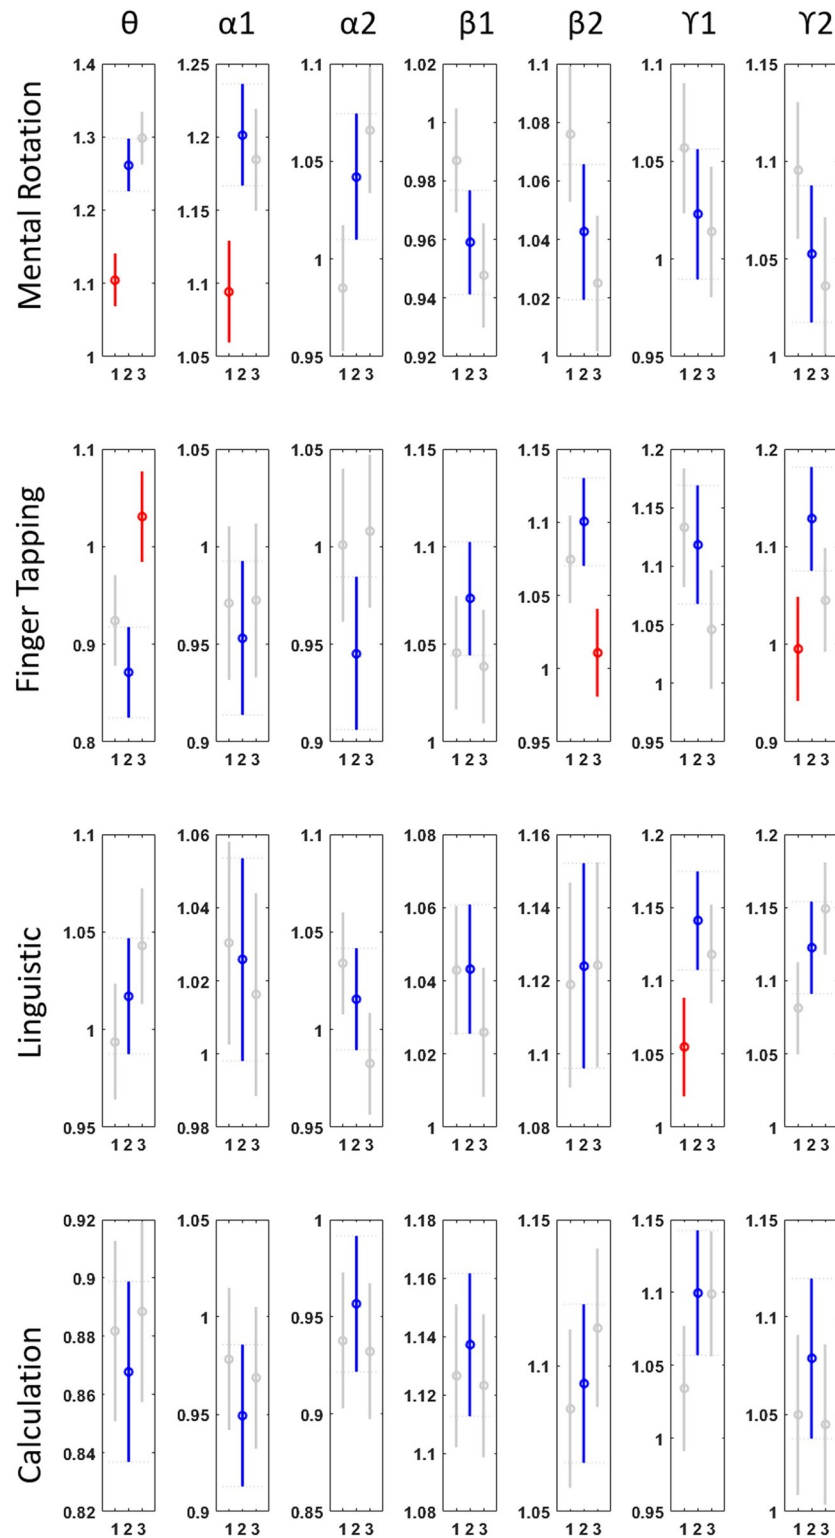 θ α1 α2 β1 β2 ϒ1 ϒ2
Mental Rotation
1.4 1.25 1.1 1.02 1.1 1.1 1.15
1.3 1.2 1.05 1 1.08 1.05 1.1
1.2 1.15 1 0.98 1.06 1 1.05
1.1 1.1 0.95 0.96 1.04 0.95 1
1 1.05 0.94 1.02
0.92 1
1 2 3 1 2 3 1 2 3 1 2 3 1 2 3 1 2 3 1 2 3
Finger Tapping
1.1 1.05 1.05 1.15 1.15 1.2 1.2
1 1 1 1.1 1.1 1.15 1.1
0.9 0.95 0.95 1.05 1.05 1.1 1
0.8 0.9 0.9 1 1 1.05 0.9
0.95 1
0.95
1 2 3 1 2 3 1 2 3 1 2 3 1 2 3 1 2 3 1 2 3
Linguistic
1.1 1.06 1.1 1.08 1.16 1.2 1.2
1.05 1.04 1.05 1.06 1.14 1.15 1.15
1 1.02 1 1.04 1.12 1.1 1.1
0.95 1 0.95 1.02 1.1 1.05 1.05
0.98 1 1.08 1 1
1 2 3 1 2 3 1 2 3 1 2 3 1 2 3 1 2 3 1 2 3
Calculation
0.92 1.05 1 1.18 1.15 1.15 1.15
0.9 1 0.95 1.16 1.1 1.1 1.1
0.88 0.95 0.9 1.14 1.05 1.05 1.05
0.86 0.9 0.85 1.12 1 1
0.84 1.1 0.95
0.82 1.08
1 2 3 1 2 3 1 2 3 1 2 3 1 2 3 1 2 3 1 2 3